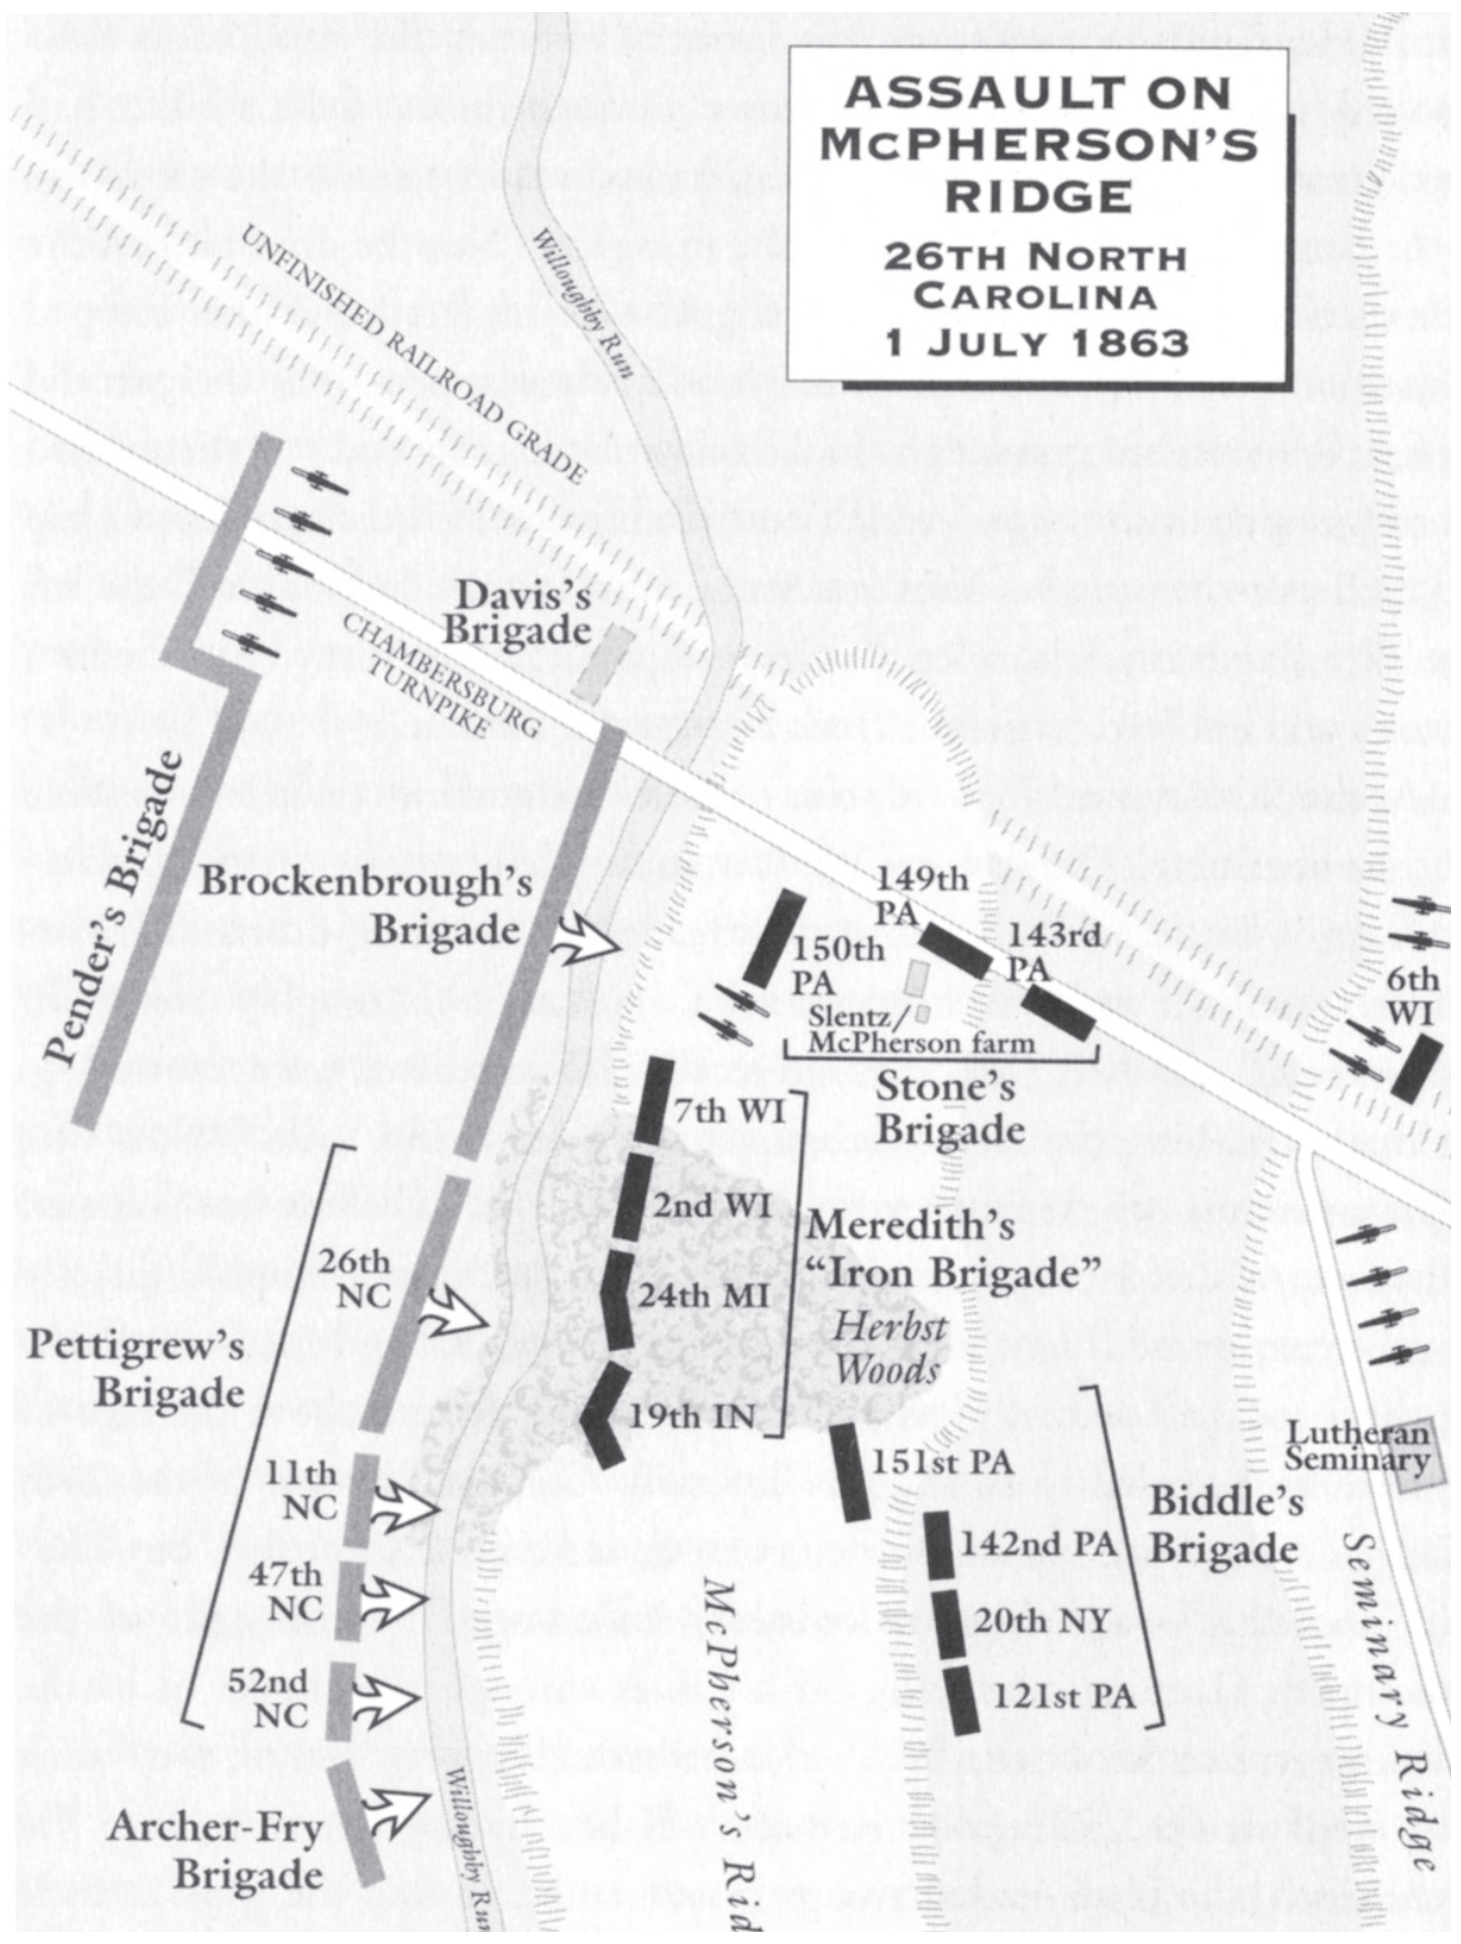 ASSAULT ON
McPHERSON'S
RIDGE
26TH NORTH
CAROLINA
1 JULY 1863
Willoughby Run
UNFINISHED RAILROAD GRADE
Davis's
Brigade
CHAMBERSBURG
TURNPIKE
Pender's Brigade
Brockenbrough's
Brigade
149th
PA
150th
PA
143rd
PA
6th
WI
Slentz/
McPherson farm
Stone's
Brigade
7th WI
2nd WI
24th MI
19th IN
Meredith's
“Iron Brigade”
Herbst
Woods
26th
NC
Pettigrew's
Brigade
11th
NC
47th
NC
52nd
NC
Archer-Fry
Brigade
151st PA
142nd PA
20th NY
121st PA
Biddle's
Brigade
Lutheran
Seminary
Seminary Ridge
McPherson's Rid
Willoughby Run